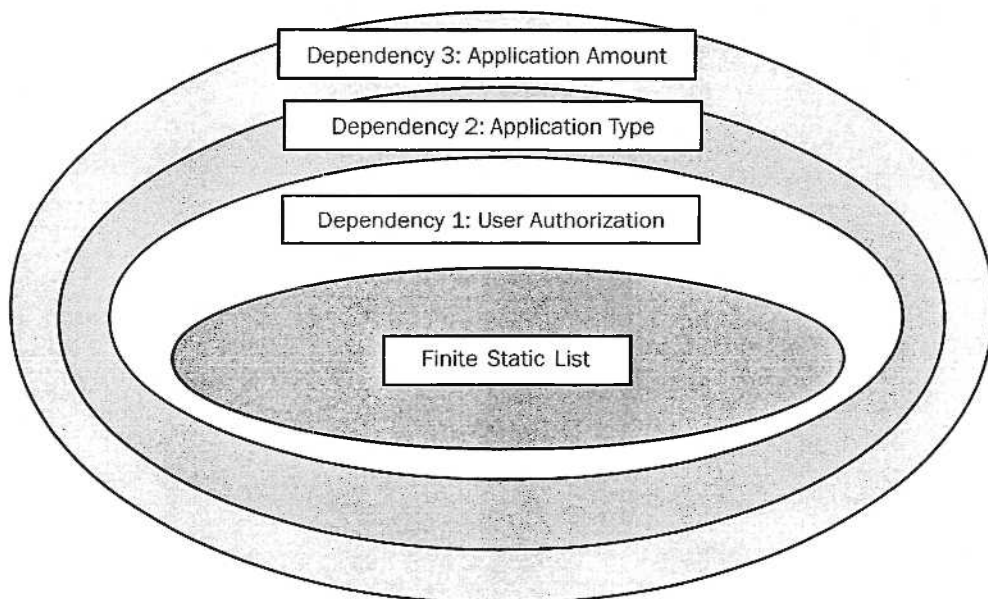 Dependency 3: Application Amount
Dependency 2: Application Type
Dependency 1: User Authorization
Finite Static List